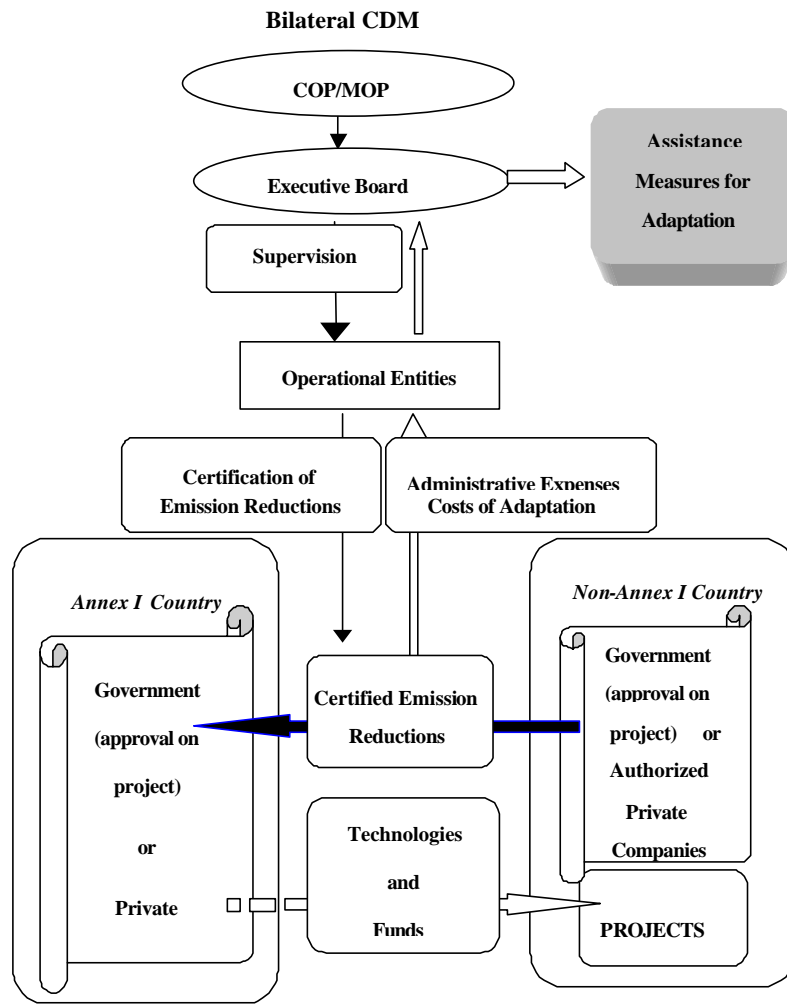 Bilateral CDM
COP/MOP
Executive Board
Assistance
Measures for
Adaptation
Supervision
Operational Entities
Certification of
Emission Reductions
Administrative Expenses
Costs of Adaptation
Annex I Country
Government
(approval on
project)
or
Private
Certified Emission
Reductions
Non-Annex I Country
Government
(approval on
project) or
Authorized
Private
Companies
Technologies
and
Funds
PROJECTS